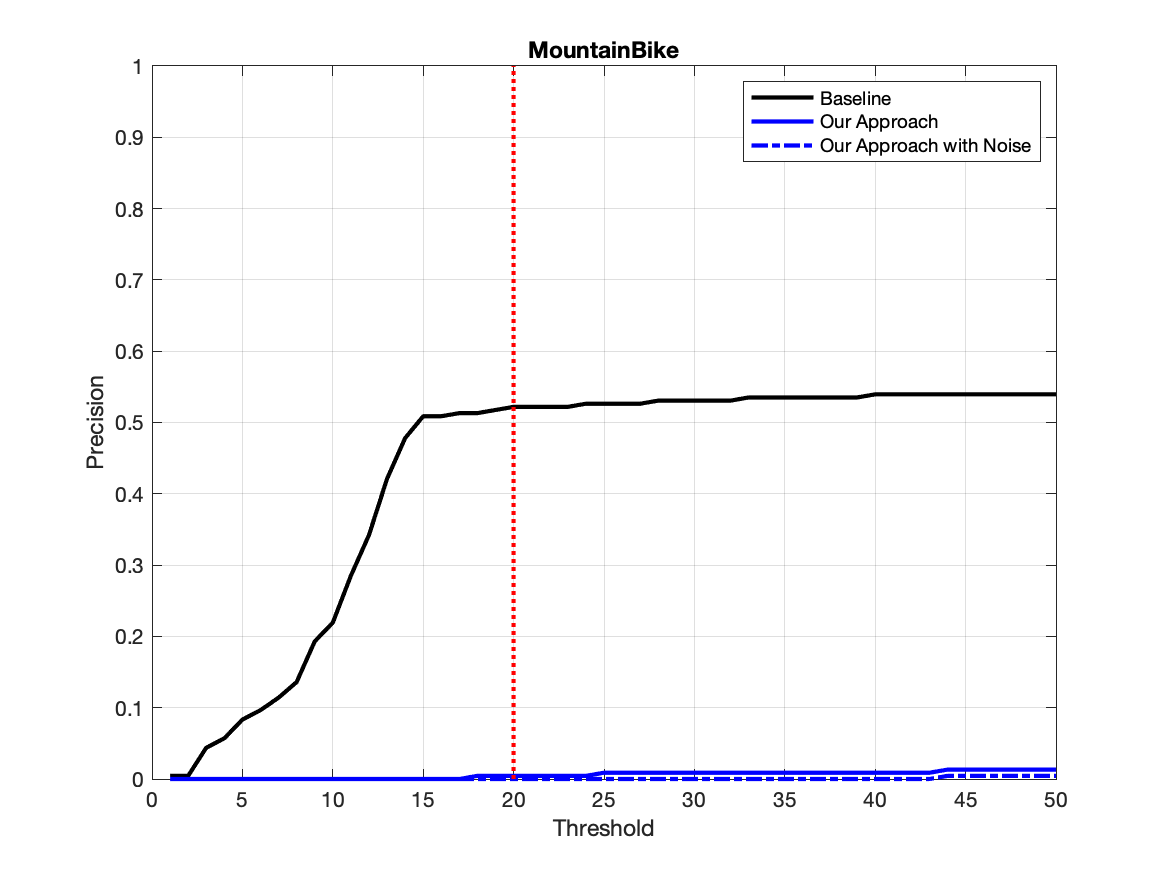 MountainBike
Baseline
Our Approach
Our Approach with Noise
1
0.9
0.8
0.7
0.6
0.5
0.4
0.3
0.2
0.1
0
Precision
0 5 10 15 20 25 30 35 40 45 50
Threshold